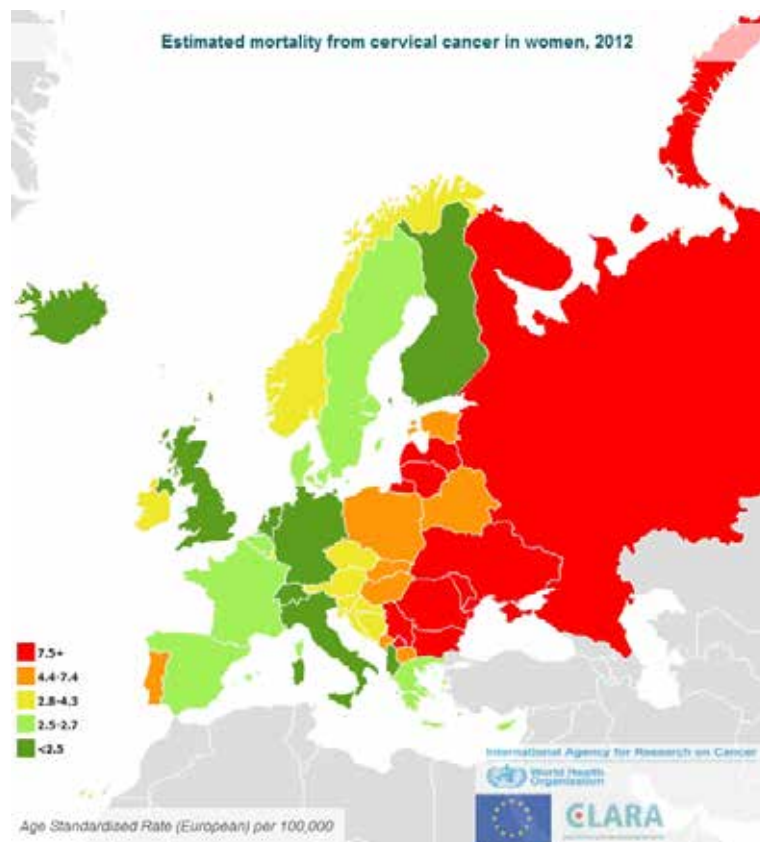 Estimated mortality from cervical cancer in women, 2012
7.5+
4.4-7.4
2.8-4.3
2.5-2.7
<2.5
International Agency for Research on Cancer
World Health
Organization
CLARA
Age Standardised Rate (European) per 100,000